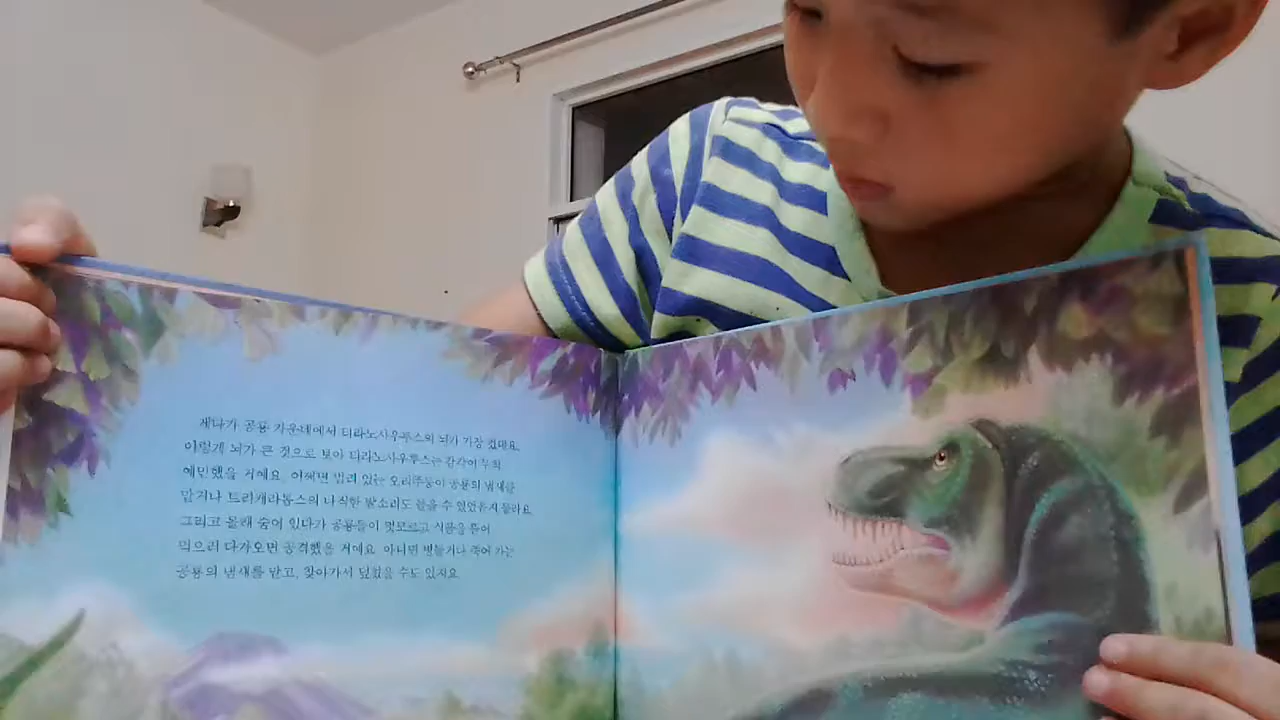 게다가 공룡 가운데에서 티라노사우루스의 뇌가 가장 컸대요.
이렇게 뇌가 큰 것으로 보아 티라노사우루스는 감각이 무척
예민했을 거예요. 어쩌면 멀리 있는 오리주둥이 공룡의 냄새를
맡거나 트리케라톱스의 나직한 발소리도 들을 수 있었을지 몰라요.
그리고 몰래 숨어 있다가 공룡들이 멋모르고 식물을 뜯어
먹으러 다가오면 공격했을 거예요. 아니면 병들거나 죽어 가는
공룡의 냄새를 맡고, 찾아가서 덮쳤을 수도 있지요.